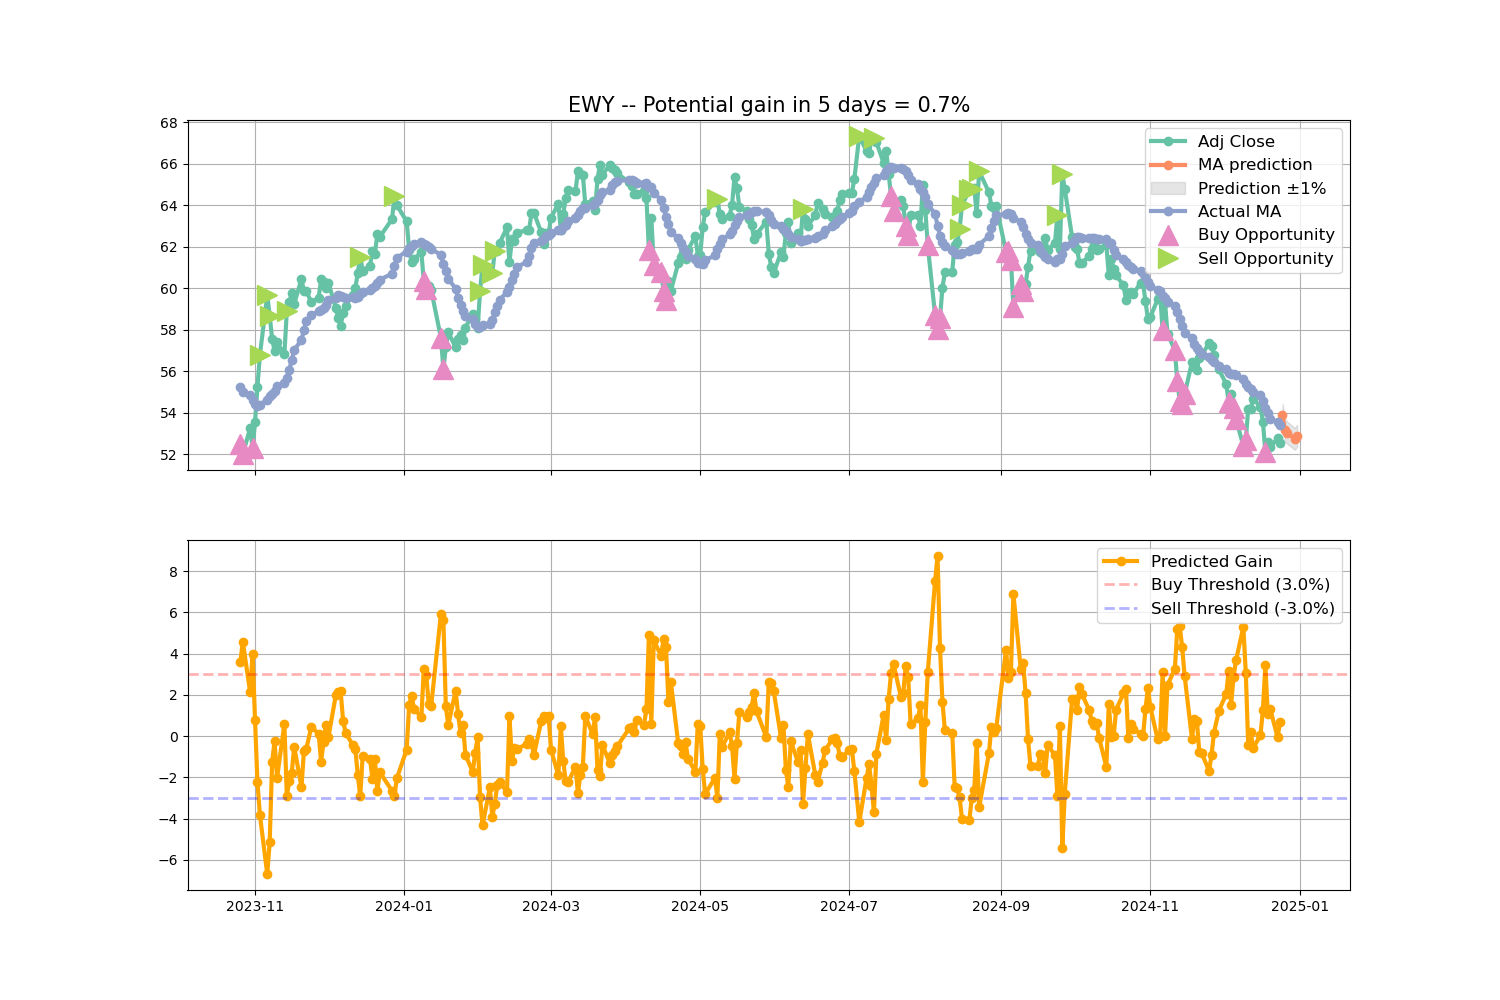 EWY -- Potential gain in 5 days = 0.7%
68
66
64
62
60
58
56
54
52
Adj Close
MA prediction
Prediction ±1%
Actual MA
Buy Opportunity
Sell Opportunity
8
6
4
2
0
−2
−4
−6
Predicted Gain
Buy Threshold (3.0%)
Sell Threshold (-3.0%)
2023-11 2024-01 2024-03 2024-05 2024-07 2024-09 2024-11 2025-01